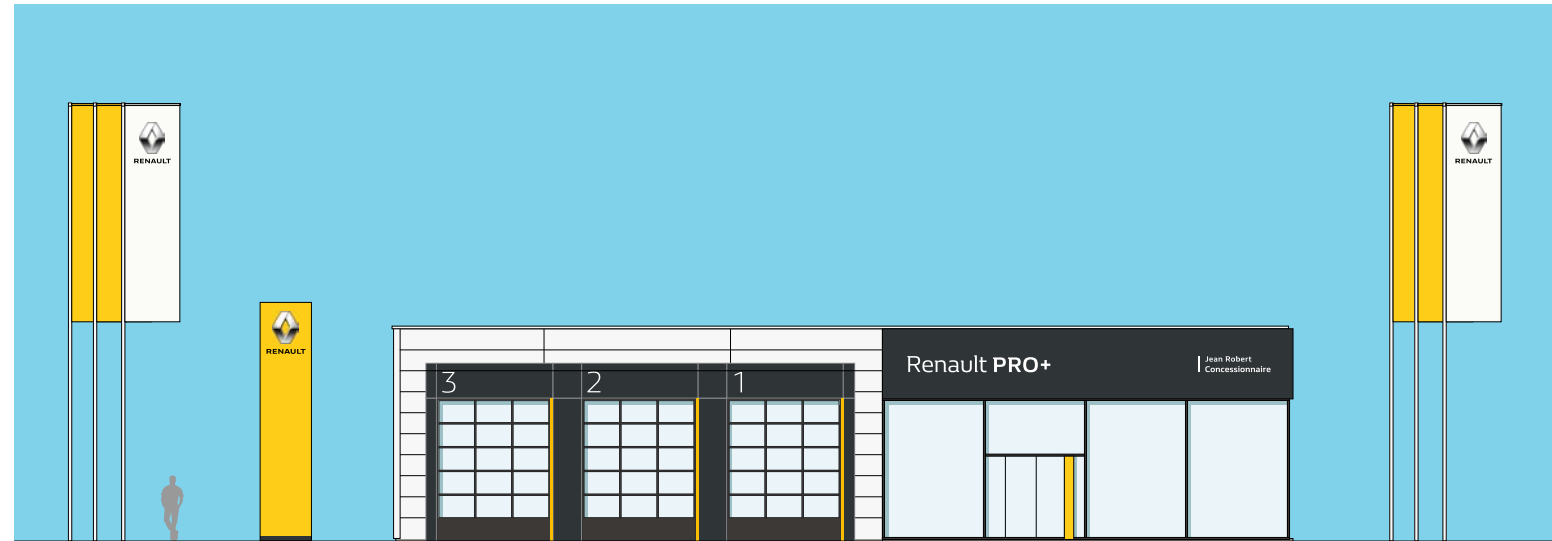 RENAULT
RENAULT
RENAULT
3
2
1
Renault PRO+
Jean Robert
Concessionnaire